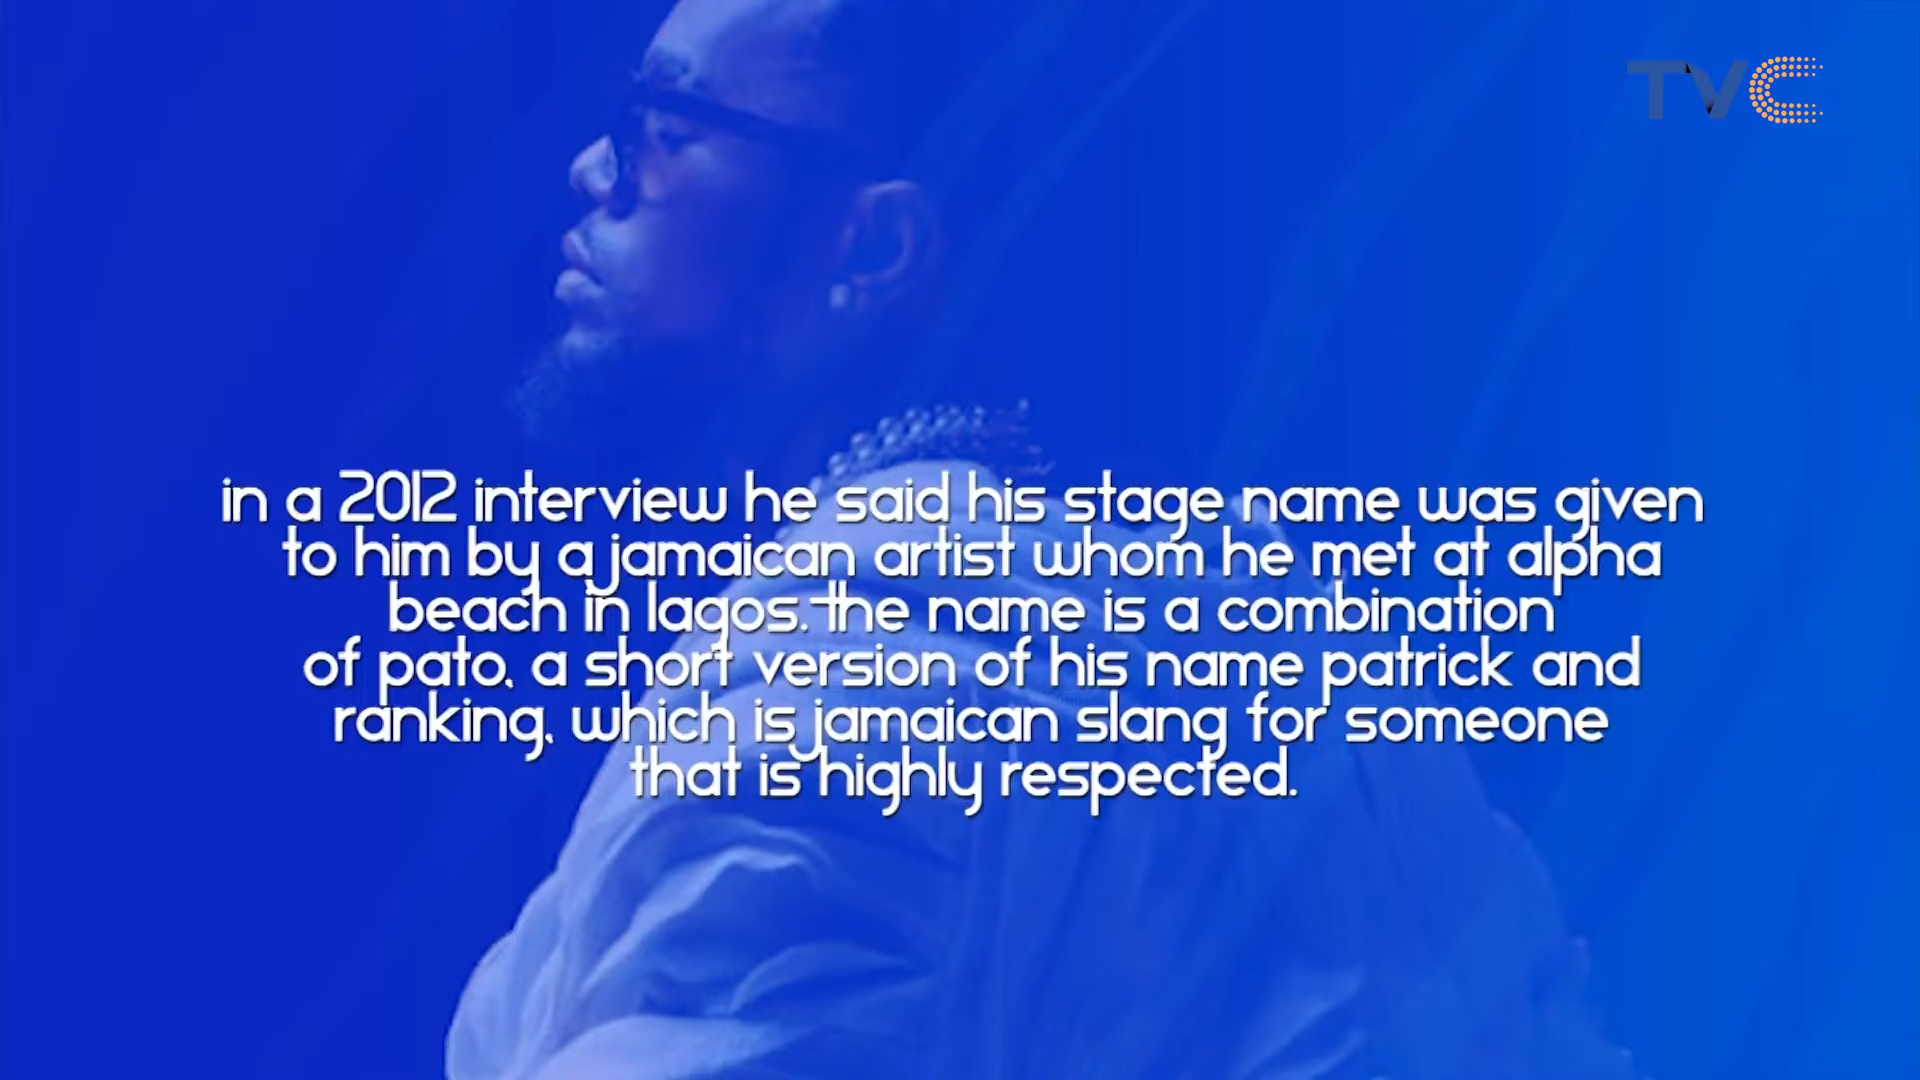 TVC
in a 2012 interview he said his stage name was given
to him by a jamaican artist whom he met at alpha
beach in lagos. the name is a combination
of pato, a short version of his name patrick and
ranking, which is jamaican slang for someone
that is highly respected.